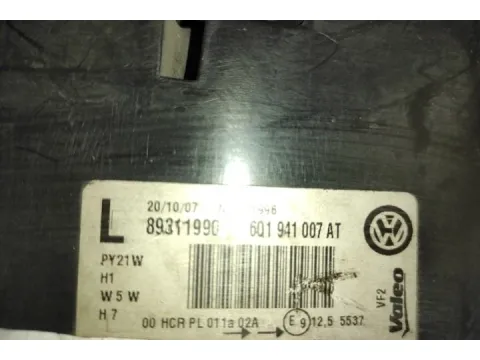 20/10/07
L 89311990 6Q1 941 007 AT
PY21W
H1
W5W
H7
00 HCR PL 011a 02A E 9 12,5 5537
VF2
Valeo